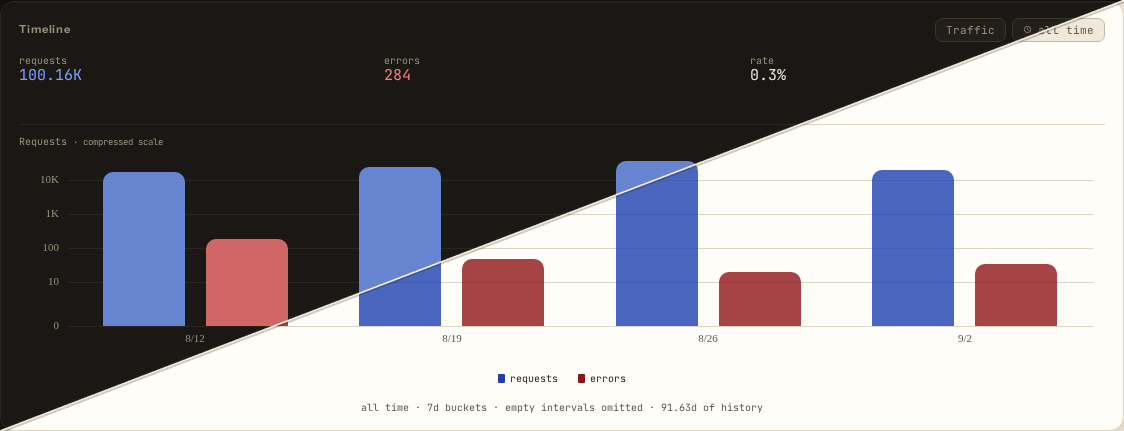 Timeline
Traffic
all time
requests
errors
rate
100.16K
284
0.3%
Requests · compressed scale
10K
1K
100
10
0
8/12
8/19
8/26
9/2
requests
errors
all time · 7d buckets · empty intervals omitted · 91.63d of history